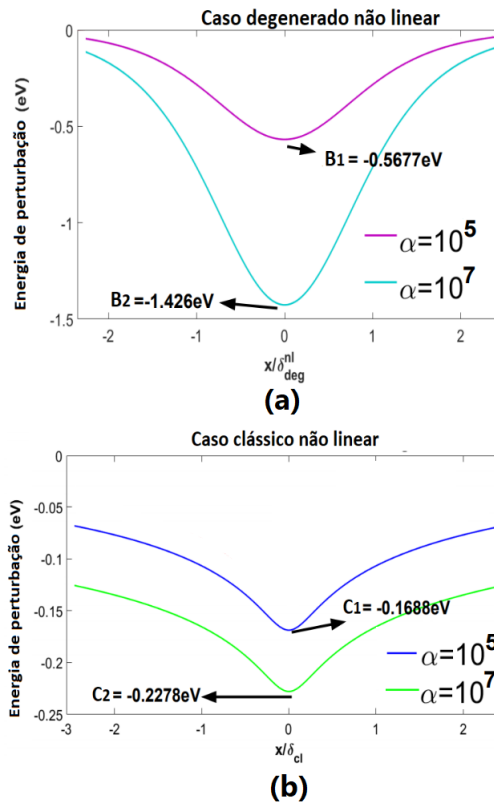 Caso degenerado não linear
Energia de perturbação (eV)
0
-0.5
-1
-1.5
B1 = -0.5677eV
α=10^5
α=10^7
B2 =-1.426eV
-2 -1 0 1 2
x/δ^nl_deg
(a)
Caso clássico não linear
Energia de perturbação (eV)
0
-0.05
-0.1
-0.15
-0.2
-0.25
C1 = -0.1688eV
α=10^5
α=10^7
C2 = -0.2278eV
-3 -2 -1 0 1 2
x/δ_cl
(b)